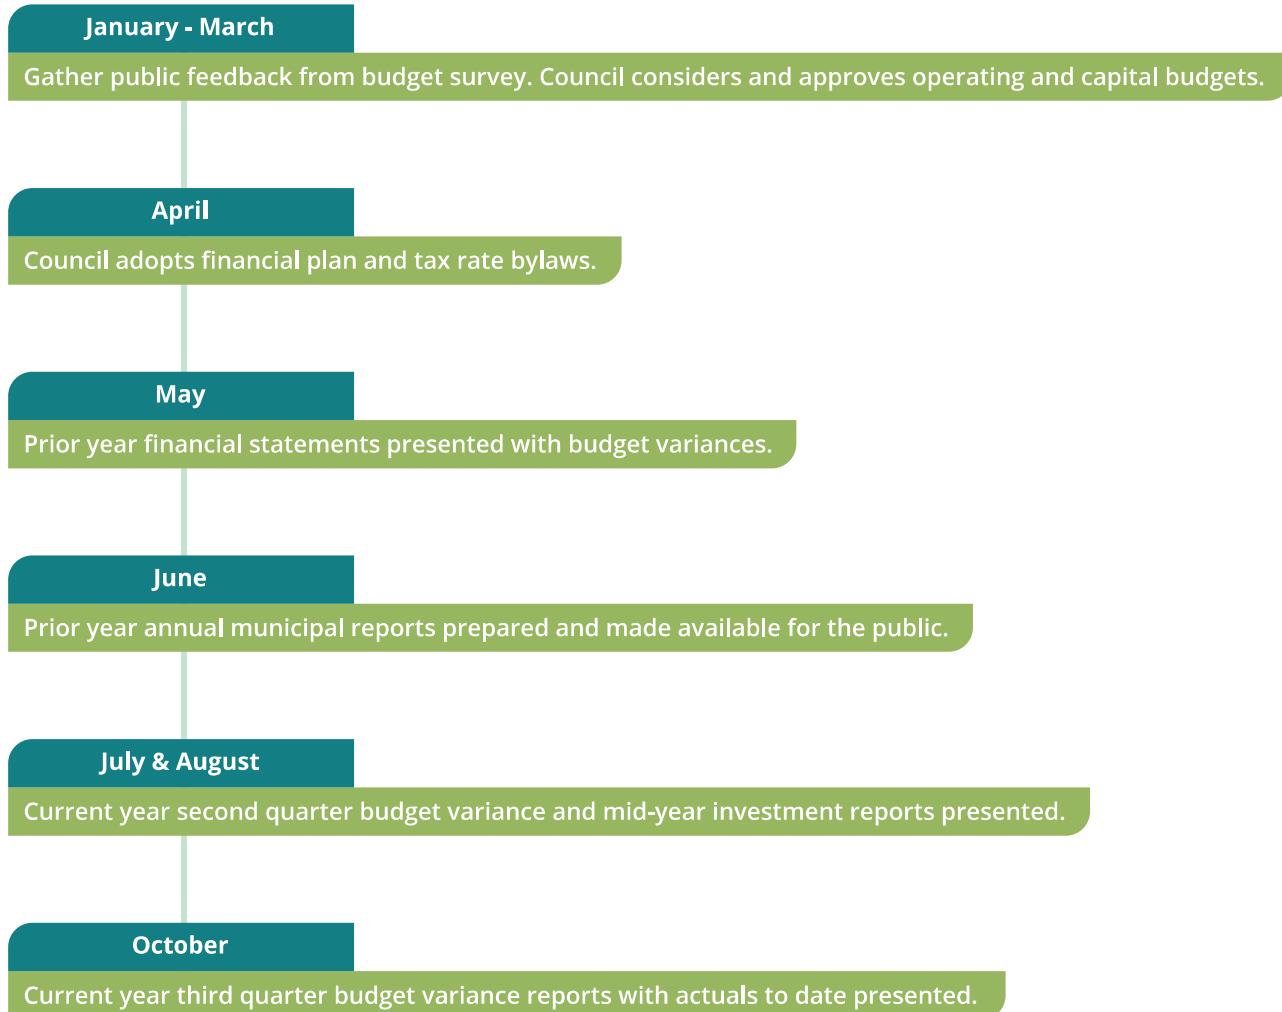 January - March
Gather public feedback from budget survey. Council considers and approves operating and capital budgets.
April
Council adopts financial plan and tax rate bylaws.
May
Prior year financial statements presented with budget variances.
June
Prior year annual municipal reports prepared and made available for the public.
July & August
Current year second quarter budget variance and mid-year investment reports presented.
October
Current year third quarter budget variance reports with actuals to date presented.